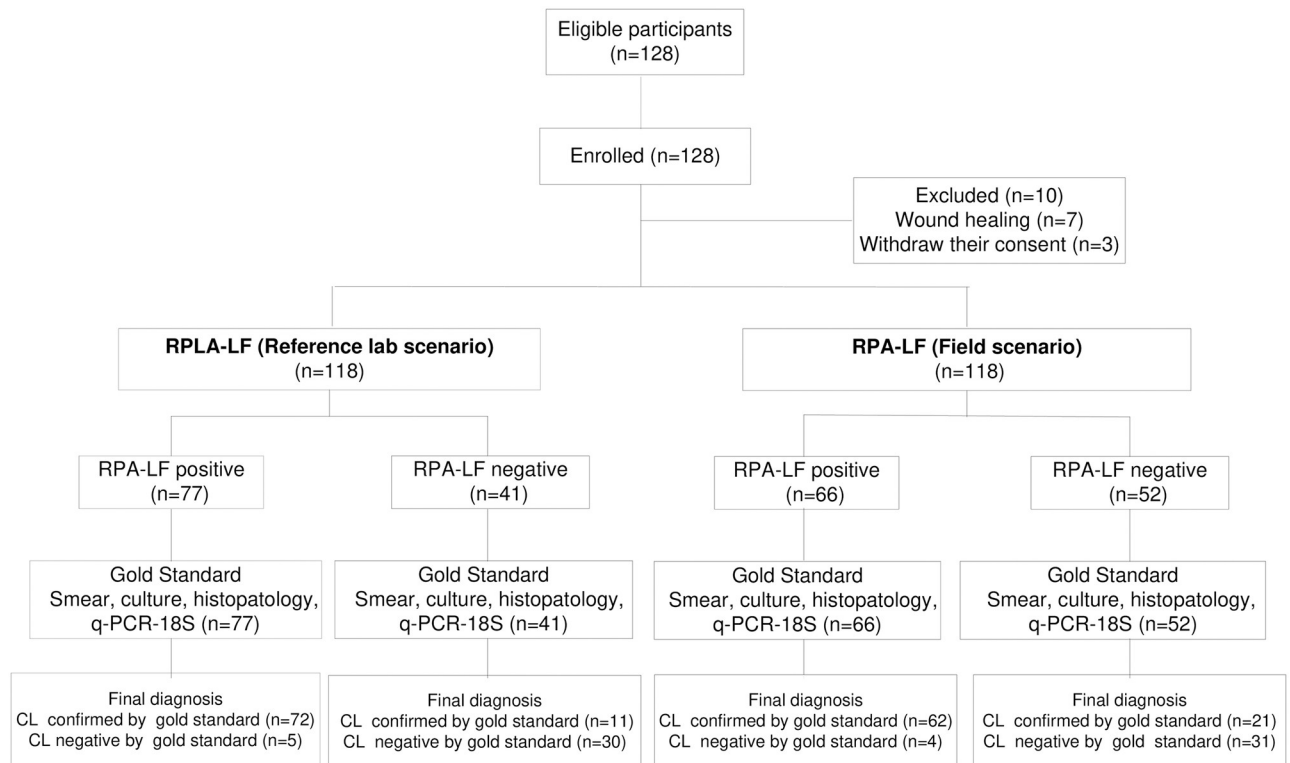 Eligible participants
(n=128)
Enrolled (n=128)
Excluded (n=10)
Wound healing (n=7)
Withdraw their consent (n=3)
RPLA-LF (Reference lab scenario)
(n=118)
RPA-LF (Field scenario)
(n=118)
RPA-LF positive
(n=77)
RPA-LF negative
(n=41)
RPA-LF positive
(n=66)
RPA-LF negative
(n=52)
Gold Standard
Smear, culture, histopatology,
q-PCR-18S (n=77)
Gold Standard
Smear, culture, histopatology,
q-PCR-18S (n=41)
Gold Standard
Smear, culture, histopatology,
q-PCR-18S (n=66)
Gold Standard
Smear, culture, histopatology,
q-PCR-18S (n=52)
Final diagnosis
CL confirmed by gold standard (n=72)
CL negative by gold standard (n=5)
Final diagnosis
CL confirmed by gold standard (n=11)
CL negative by gold standard (n=30)
Final diagnosis
CL confirmed by gold standard (n=62)
CL negative by gold standard (n=4)
Final diagnosis
CL confirmed by gold standard (n=21)
CL negative by gold standard (n=31)